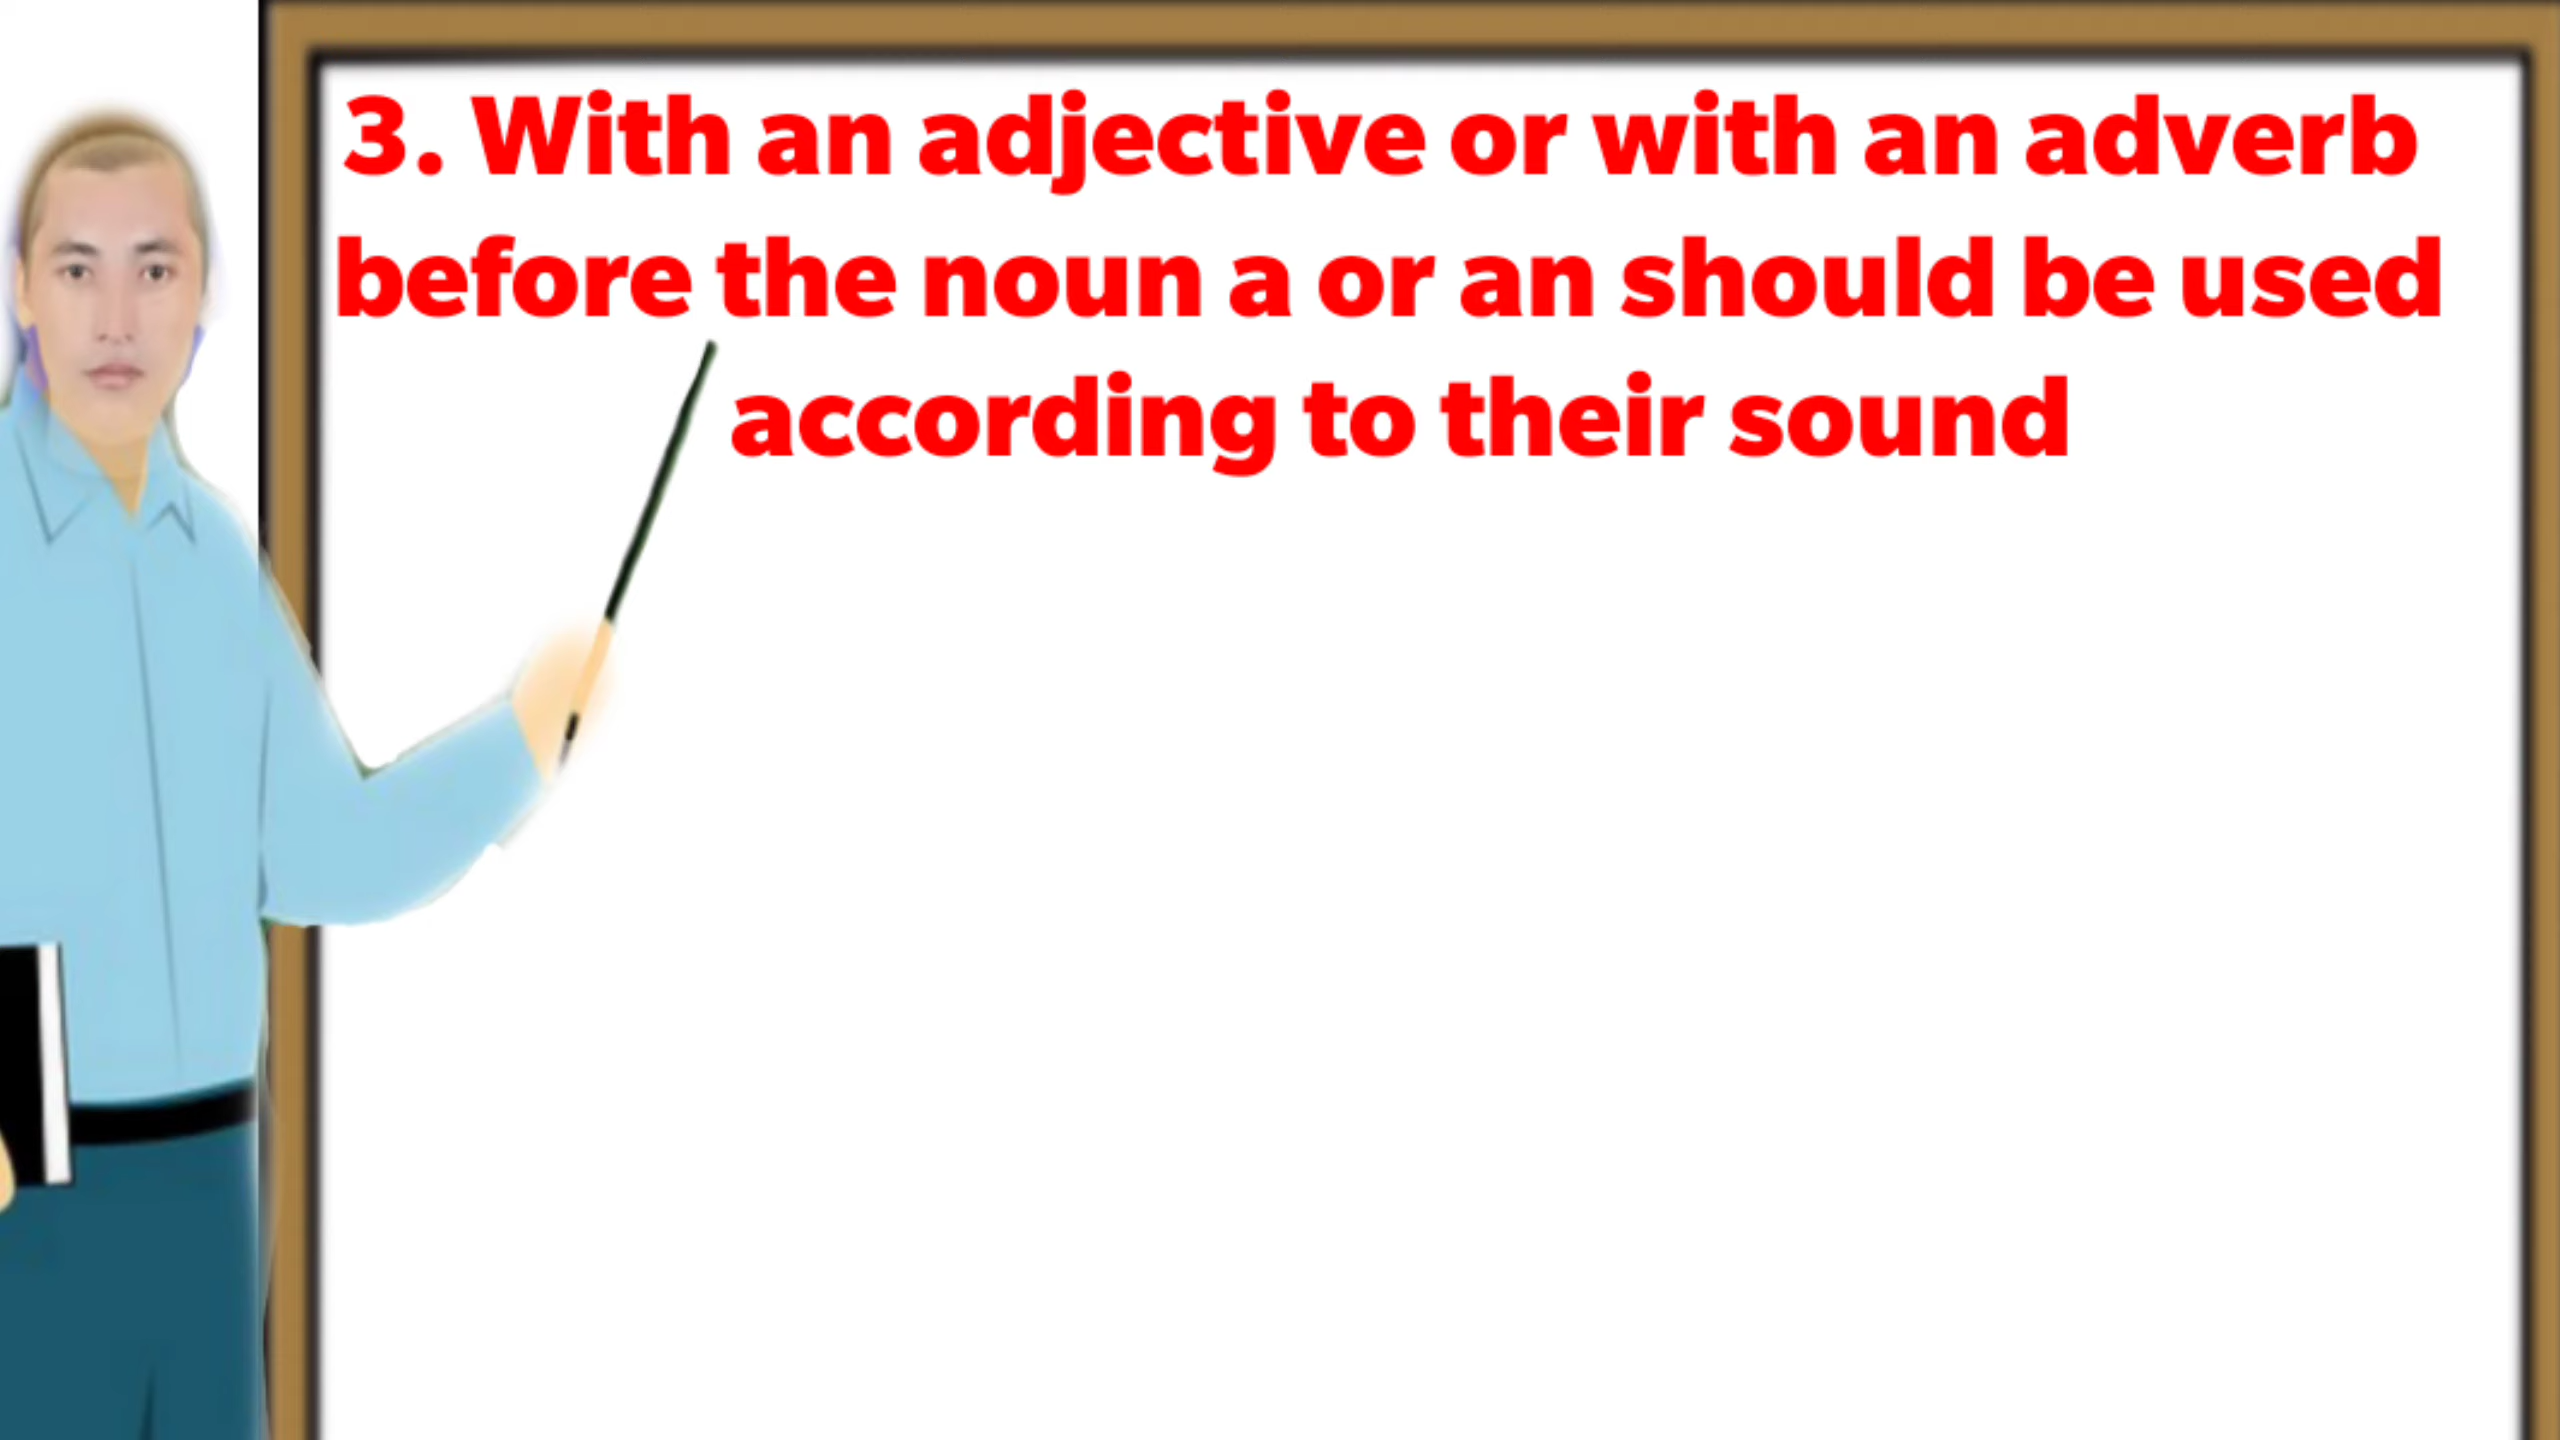 3. With an adjective or with an adverb
before the noun a or an should be used
according to their sound